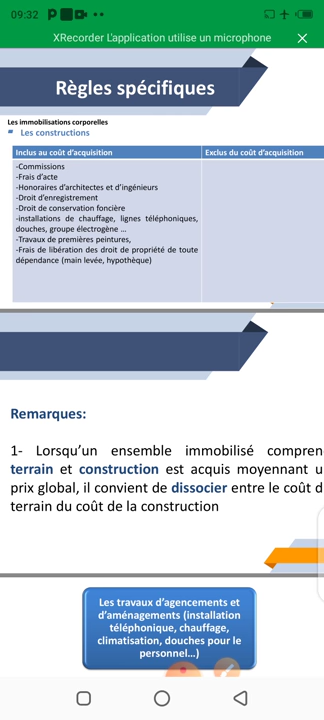 09:32
XRecorder L'application utilise un microphone
Règles spécifiques
Les immobilisations corporelles
Les constructions
Inclus au coût d'acquisition
Exclus du coût d'acquisition
-Commissions
-Frais d'acte
-Honoraires d'architectes et d'ingénieurs
-Droit d'enregistrement
-Droit de conservation foncière
-installations de chauffage, lignes téléphoniques,
douches, groupe électrogène ...
-Travaux de premières peintures,
-Frais de libération des droit de propriété de toute
dépendance (main levée, hypothèque)
Remarques:
1- Lorsqu'un ensemble immobilisé compren
terrain et construction est acquis moyennant u
prix global, il convient de dissocier entre le coût d
terrain du coût de la construction
Les travaux d'agencements et
d'aménagements (installation
téléphonique, chauffage,
climatisation, douches pour le
personnel...)